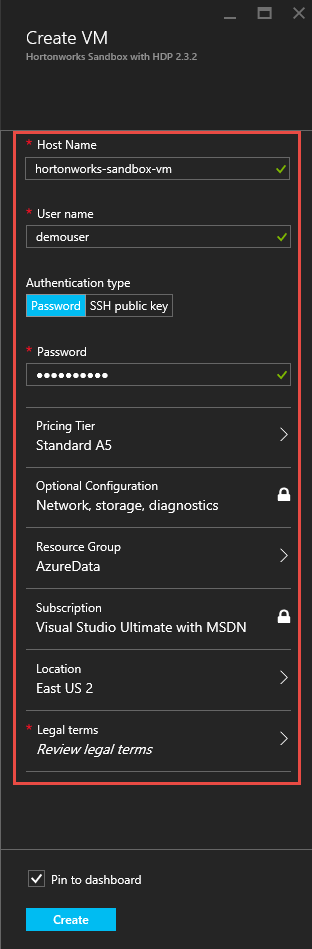 Create VM
Hortonworks Sandbox with HDP 2.3.2
* Host Name
hortonworks-sandbox-vm
* User name
demouser
Authentication type
Password SSH public key
* Password
••••••••••
Pricing Tier
Standard A5
Optional Configuration
Network, storage, diagnostics
Resource Group
AzureData
Subscription
Visual Studio Ultimate with MSDN
Location
East US 2
* Legal terms
Review legal terms
Pin to dashboard
Create